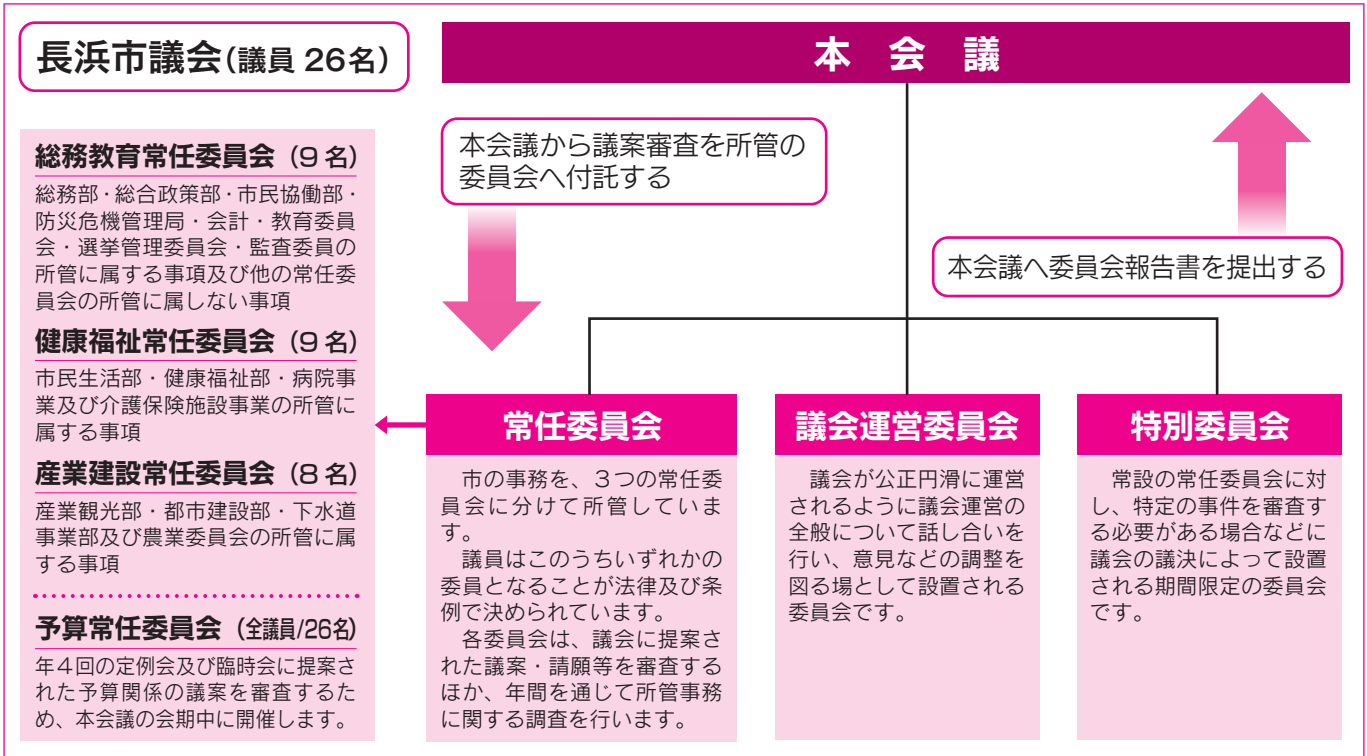 長浜市議会(議員 26名)
本 会 議
本会議から議案審査を所管の
委員会へ付託する
本会議へ委員会報告書を提出する
総務教育常任委員会(9名)
総務部・総合政策部・市民協働部・
防災危機管理局・会計・教育委員
会・選挙管理委員会・監査委員の
所管に属する事項及び他の常任委
員会の所管に属しない事項
健康福祉常任委員会(9名)
市民生活部・健康福祉部・病院事
業及び介護保険施設事業の所管に
属する事項
産業建設常任委員会(8名)
産業観光部・都市建設部・下水道
事業部及び農業委員会の所管に属
する事項
予算常任委員会(全議員/26名)
年4回の定例会及び臨時会に提案さ
れた予算関係の議案を審査するた
め、本会議の会期中に開催します。
常任委員会
市の事務を、3つの常任委
員会に分けて所管していま
す。
議員はこのうちいずれかの
委員となることが法律及び条
例で決められています。
各委員会は、議会に提案さ
れた議案・請願等を審査する
ほか、年間を通じて所管事務
に関する調査を行います。
議会運営委員会
議会が公正円滑に運営
されるように議会運営の
全般について話し合いを
行い、意見などの調整を
図る場として設置される
委員会です。
特別委員会
常設の常任委員会に対
し、特定の事件を審査す
る必要がある場合などに
議会の議決によって設置
される期間限定の委員会
です。